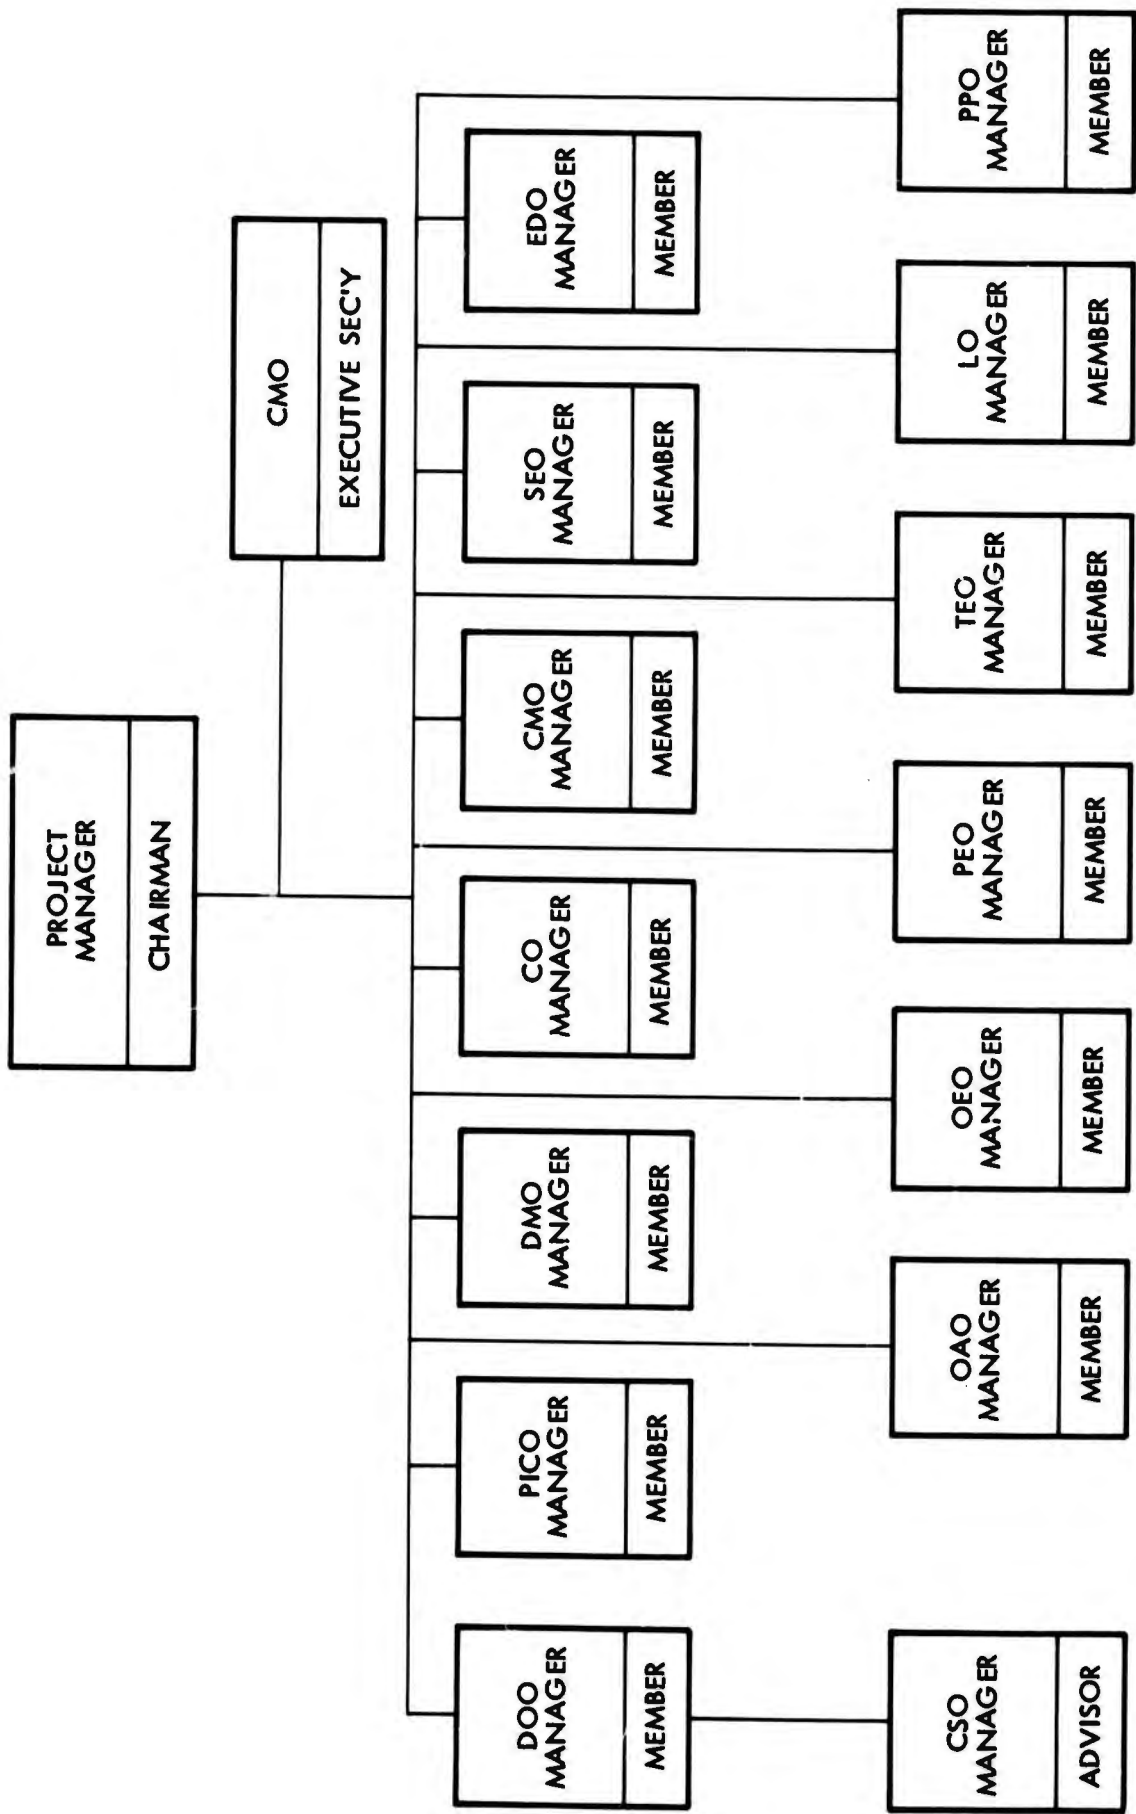 PROJECT
MANAGER
CHAIRMAN
CMO
EXECUTIVE SEC'Y
DOO
MANAGER
MEMBER
PICO
MANAGER
MEMBER
DMO
MANAGER
MEMBER
CO
MANAGER
MEMBER
CMO
MANAGER
MEMBER
SEO
MANAGER
MEMBER
EDO
MANAGER
MEMBER
CSO
MANAGER
ADVISOR
OAO
MANAGER
MEMBER
OEO
MANAGER
MEMBER
PEO
MANAGER
MEMBER
TEO
MANAGER
MEMBER
LO
MANAGER
MEMBER
PPO
MANAGER
MEMBER